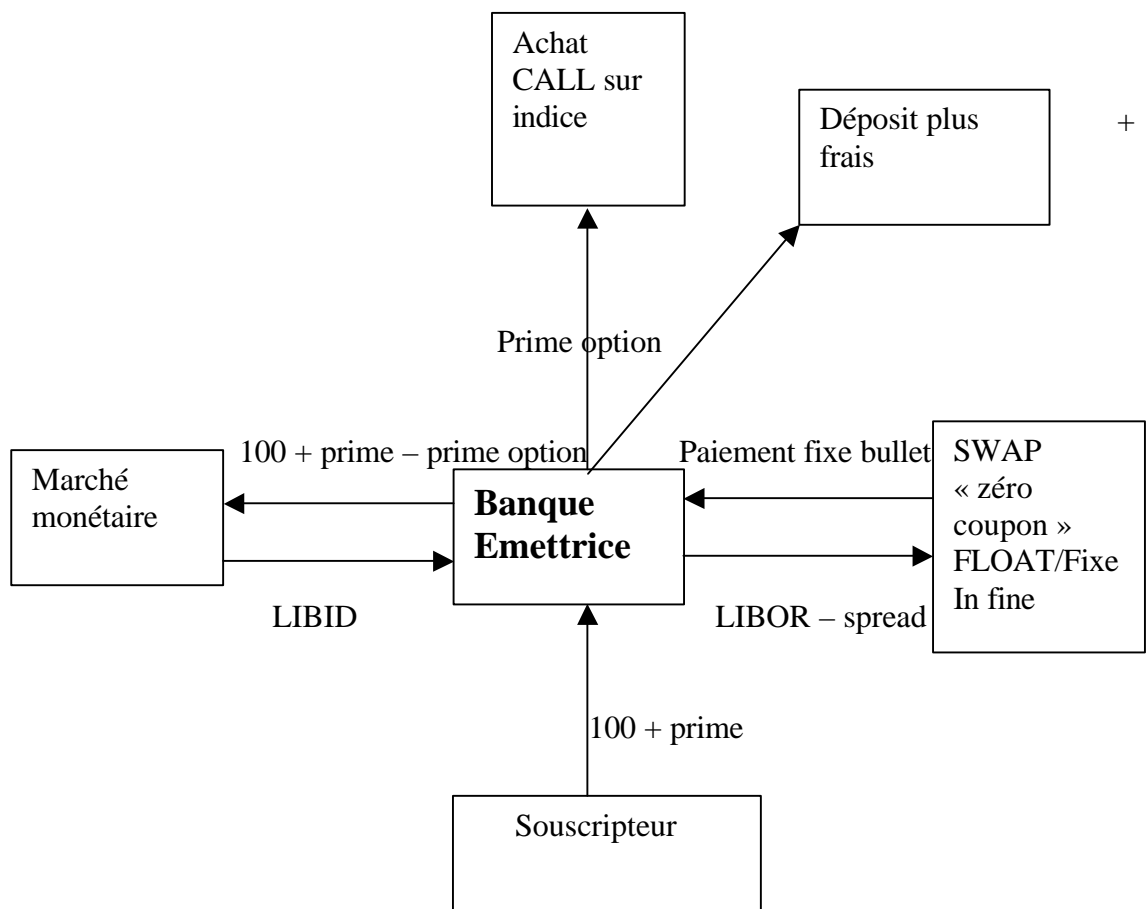 Achat
CALL sur
indice
Déposit plus
frais
+
Prime option
100 + prime – prime option
Paiement fixe bullet
Marché
monétaire
Banque
Emettrice
SWAP
« zéro
coupon »
FLOAT/Fixe
In fine
LIBID
LIBOR – spread
100 + prime
Souscripteur